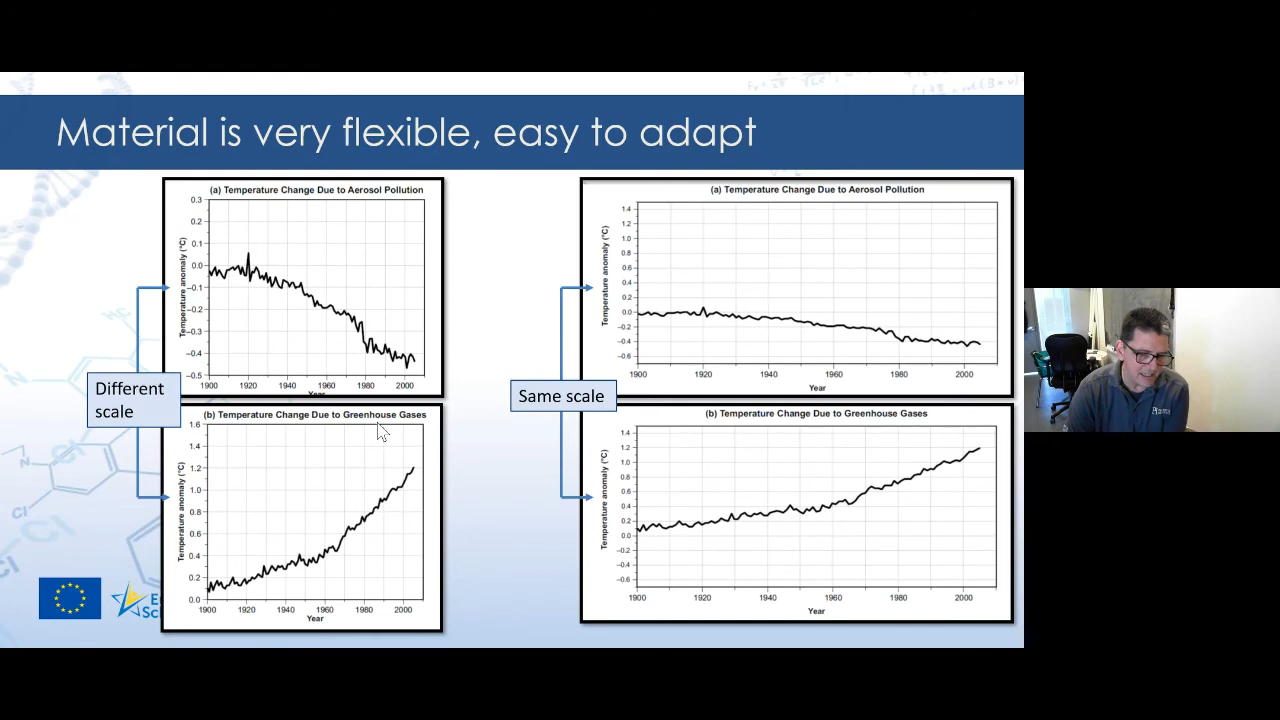 Material is very flexible, easy to adapt
(a) Temperature Change Due to Aerosol Pollution
Temperature anomaly (°C)
0.3
0.2
0.1
0.0
−0.1
−0.2
−0.3
−0.4
−0.5
1900 1920 1940 1960 1980 2000
Year
Different
scale
(b) Temperature Change Due to Greenhouse Gases
Temperature anomaly (°C)
1.6
1.4
1.2
1.0
0.8
0.6
0.4
0.2
0.0
1900 1920 1940 1960 1980 2000
Year
(a) Temperature Change Due to Aerosol Pollution
Temperature anomaly (°C)
1.4
1.2
1.0
0.8
0.6
0.4
0.2
0.0
−0.2
−0.4
−0.6
1900 1920 1940 1960 1980 2000
Year
Same scale
(b) Temperature Change Due to Greenhouse Gases
Temperature anomaly (°C)
1.4
1.2
1.0
0.8
0.6
0.4
0.2
0.0
−0.2
−0.4
−0.6
1900 1920 1940 1960 1980 2000
Year
HC
N
Cl
Cl
Cl